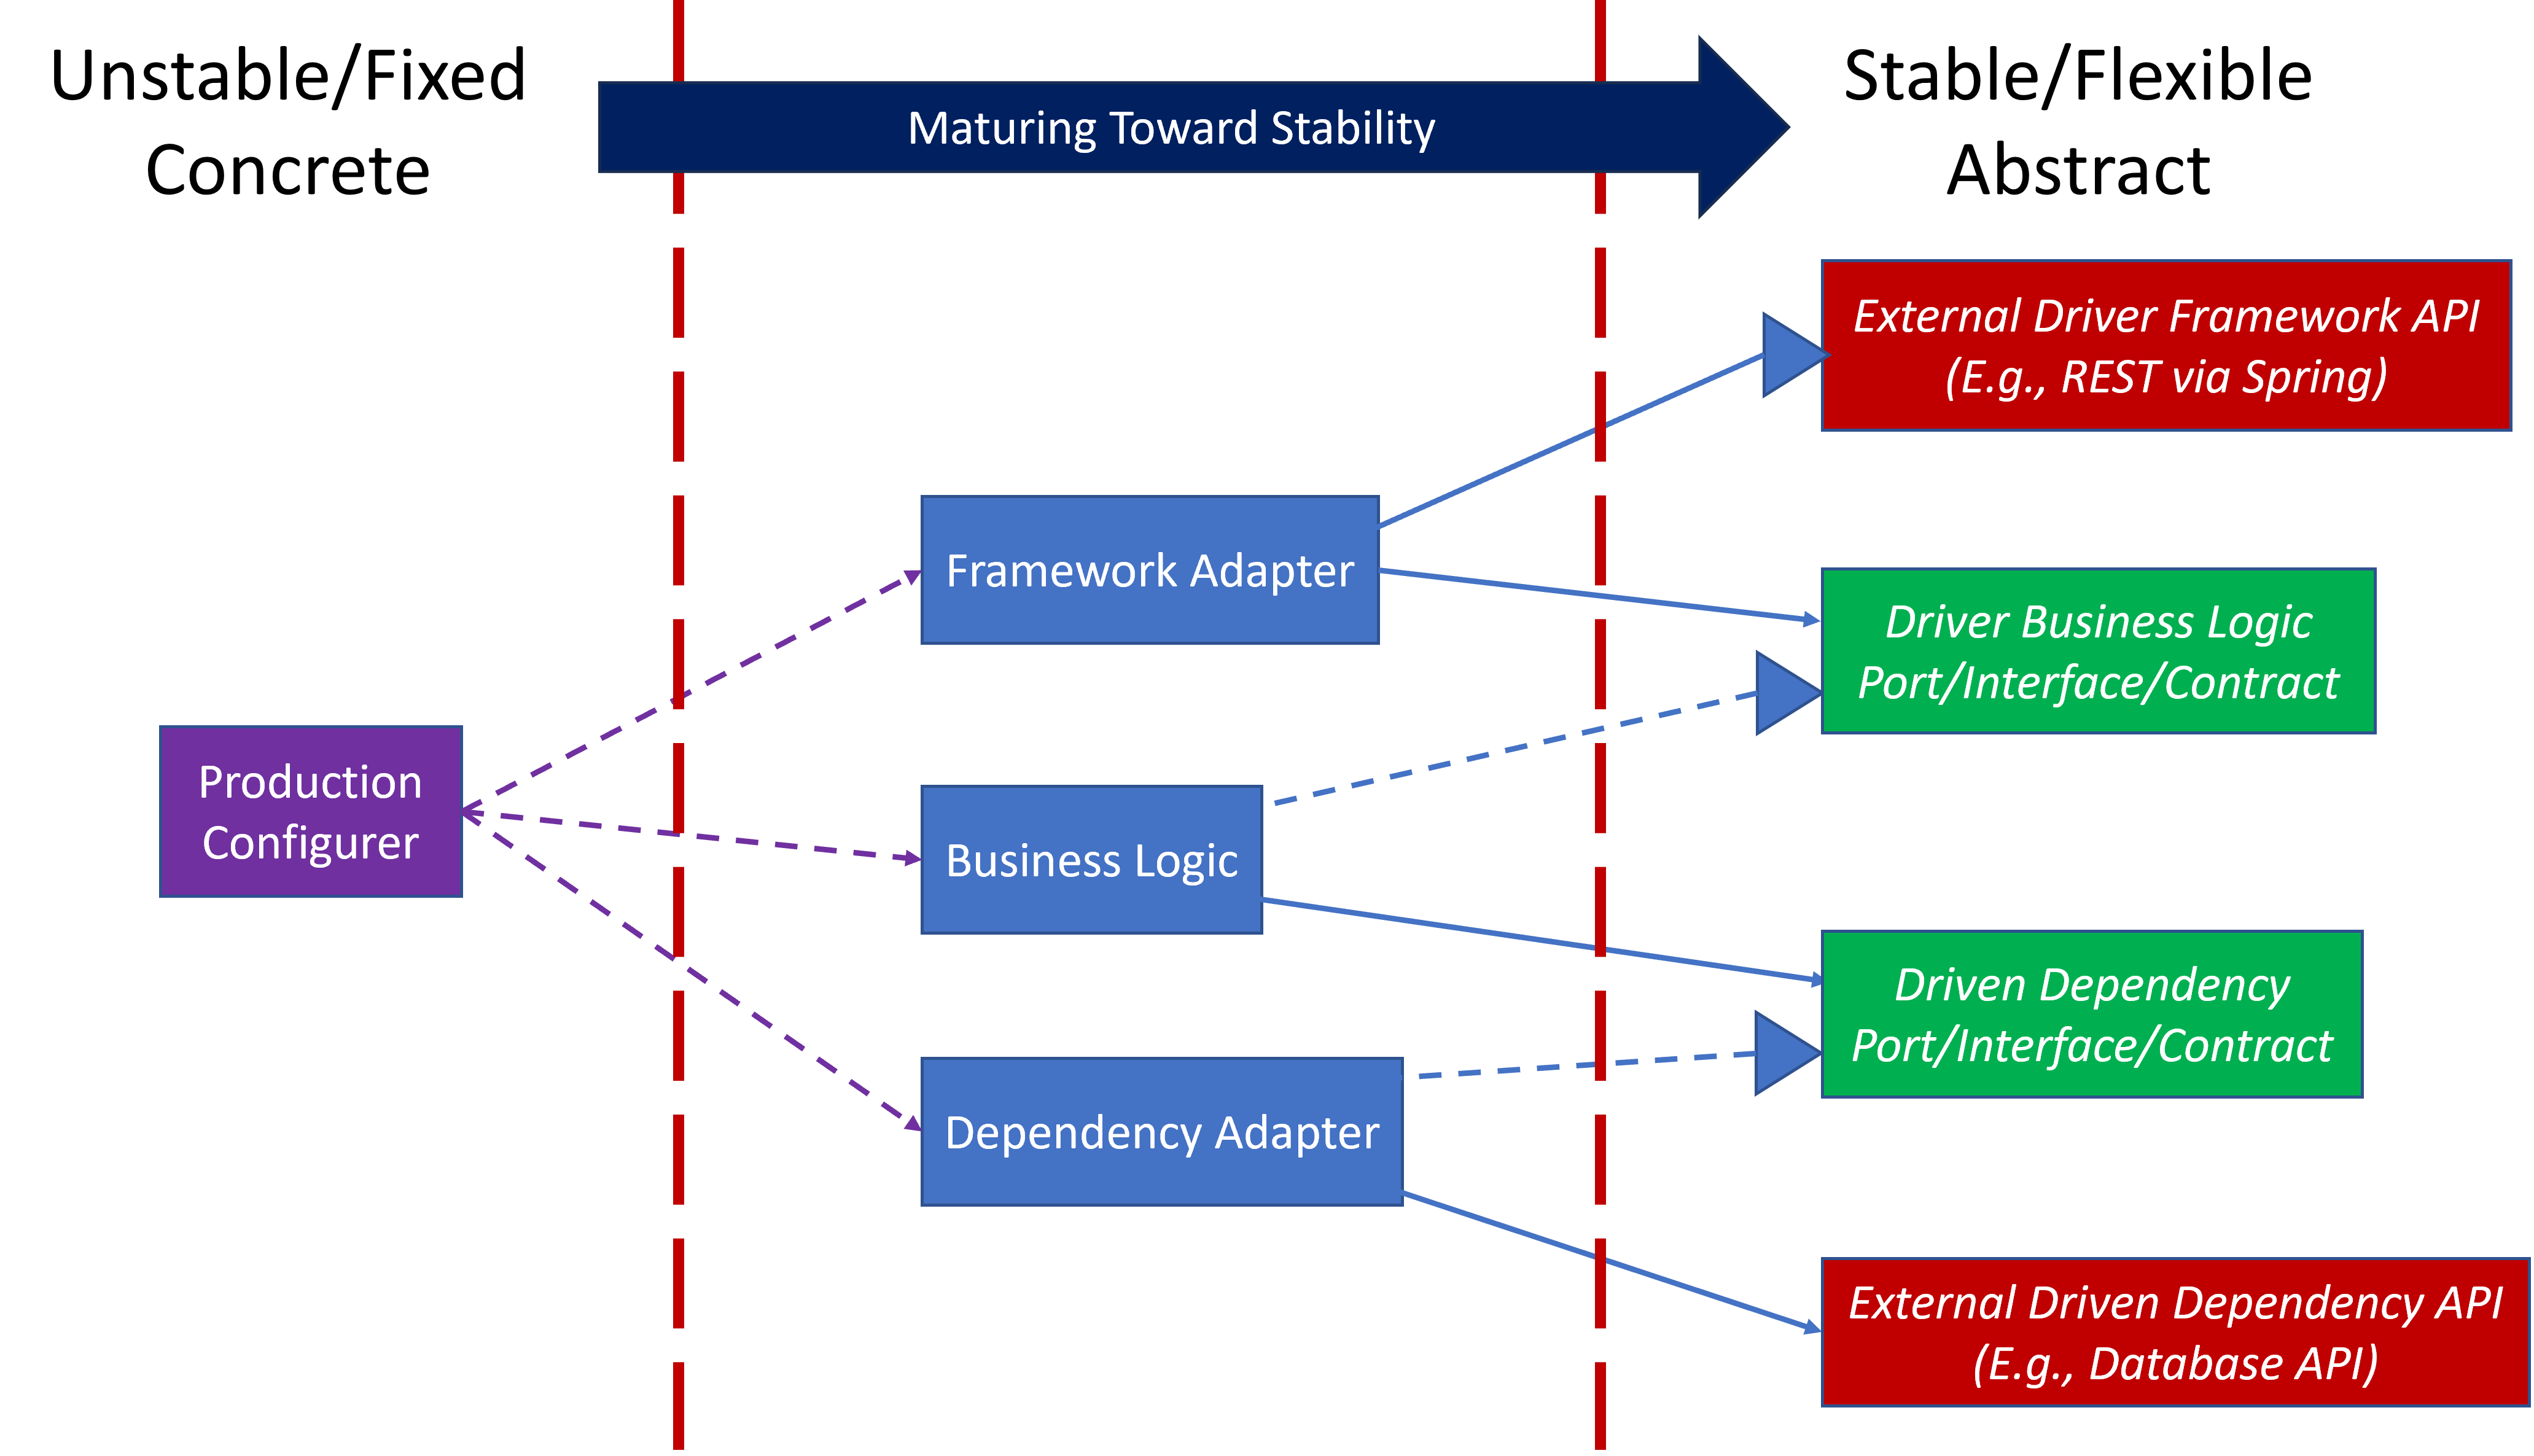 Unstable/Fixed
Concrete
Maturing Toward Stability
Stable/Flexible
Abstract
External Driver Framework API
(E.g., REST via Spring)
Framework Adapter
Driver Business Logic
Port/Interface/Contract
Production
Configurer
Business Logic
Driven Dependency
Port/Interface/Contract
Dependency Adapter
External Driven Dependency API
(E.g., Database API)